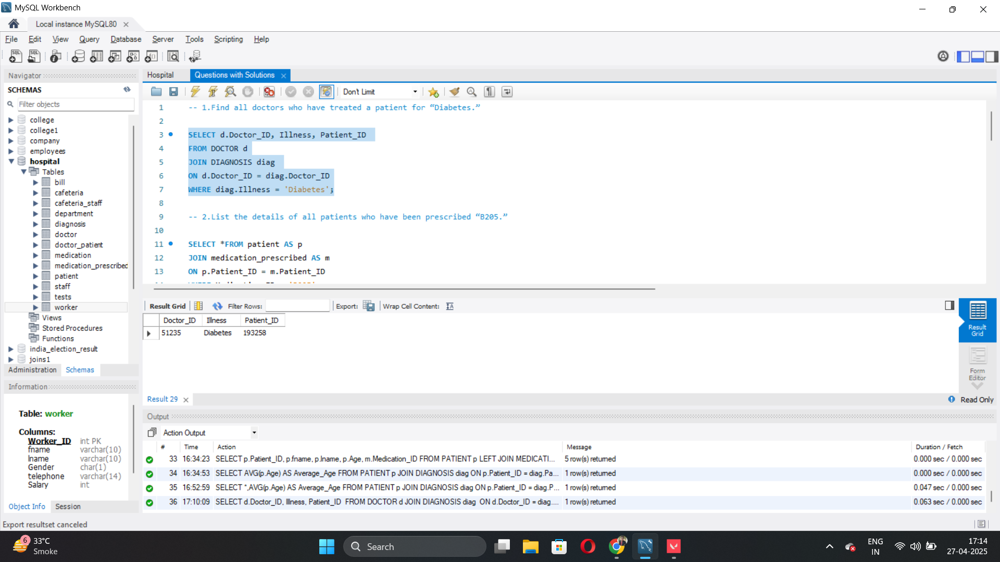 MySQL Workbench
Local instance MySQL80
File Edit View Query Database Server Tools Scripting Help
Navigator
SCHEMAS
Filter objects
college
college1
company
employees
hospital
Tables
bill
cafeteria
cafeteria_staff
department
diagnosis
doctor
doctor_patient
medication
medication_prescribed
patient
staff
tests
worker
Views
Stored Procedures
Functions
india_election_result
joins1
Administration Schemas
Information
Table: worker
Columns:
Worker_ID int PK
fname varchar(10)
lname varchar(10)
Gender char(1)
telephone varchar(14)
Salary int
Object Info Session
Hospital Questions with Solutions
Don't Limit
1 -- 1.Find all doctors who have treated a patient for “Diabetes.”
2
3 SELECT d.Doctor_ID, Illness, Patient_ID
4 FROM DOCTOR d
5 JOIN DIAGNOSIS diag
6 ON d.Doctor_ID = diag.Doctor_ID
7 WHERE diag.Illness = 'Diabetes';
8
9 -- 2.List the details of all patients who have been prescribed “B205.”
10
11 SELECT *FROM patient AS p
12 JOIN medication_prescribed AS m
13 ON p.Patient_ID = m.Patient_ID
Result Grid Filter Rows: Export: Wrap Cell Content:
Doctor_ID Illness Patient_ID
51235 Diabetes 193258
Result Grid
Form Editor
Result 29
Read Only
Output
Action Output
# Time Action Message Duration / Fetch
33 16:34:23 SELECT p.Patient_ID, p.fname, p.lname, p.Age, m.Medication_ID FROM PATIENT p LEFT JOIN MEDICATI... 5 row(s) returned 0.000 sec / 0.000 sec
34 16:34:53 SELECT AVG(p.Age) AS Average_Age FROM PATIENT p JOIN DIAGNOSIS diag ON p.Patient_ID = diag.Pa... 1 row(s) returned 0.000 sec / 0.000 sec
35 16:52:59 SELECT *,AVG(p.Age) AS Average_Age FROM PATIENT p JOIN DIAGNOSIS diag ON p.Patient_ID = diag.P... 1 row(s) returned 0.047 sec / 0.000 sec
36 17:10:09 SELECT d.Doctor_ID, Illness, Patient_ID FROM DOCTOR d JOIN DIAGNOSIS diag ON d.Doctor_ID = diag.... 1 row(s) returned 0.063 sec / 0.000 sec
Export resultset canceled
6
33°C
Smoke
Search
ENG
IN
17:14
27-04-2025